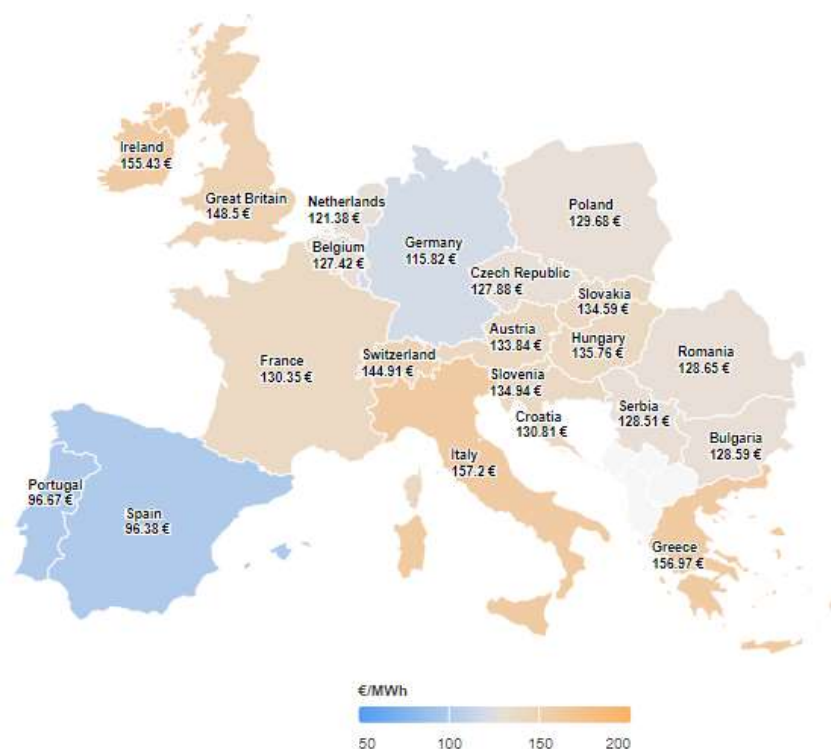 Ireland
155.43 €
Great Britain
148.5 €
Netherlands
121.38 €
Belgium
127.42 €
Germany
115.82 €
Poland
129.68 €
Czech Republic
127.88 €
Slovakia
134.59 €
Austria
133.84 €
Hungary
135.76 €
France
130.35 €
Switzerland
144.91 €
Slovenia
134.94 €
Romania
128.65 €
Croatia
130.81 €
Serbia
128.51 €
Bulgaria
128.59 €
Italy
157.2 €
Portugal
96.67 €
Spain
96.38 €
Greece
156.97 €
€/MWh
50 100 150 200